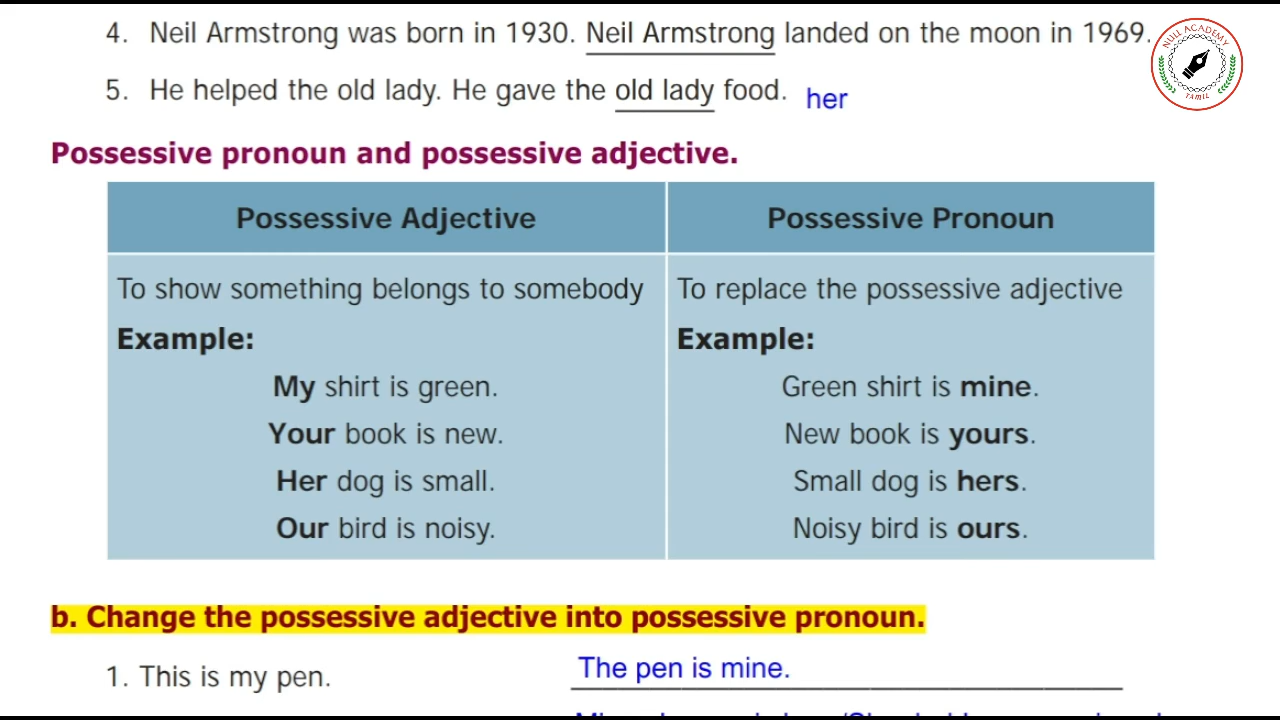 4. Neil Armstrong was born in 1930. Neil Armstrong landed on the moon in 1969.
NULL ACADEMY
TAMIL
5. He helped the old lady. He gave the old lady food. her
Possessive pronoun and possessive adjective.
Possessive Adjective
Possessive Pronoun
To show something belongs to somebody
Example:
My shirt is green.
Your book is new.
Her dog is small.
Our bird is noisy.
To replace the possessive adjective
Example:
Green shirt is mine.
New book is yours.
Small dog is hers.
Noisy bird is ours.
b. Change the possessive adjective into possessive pronoun.
1. This is my pen. The pen is mine.